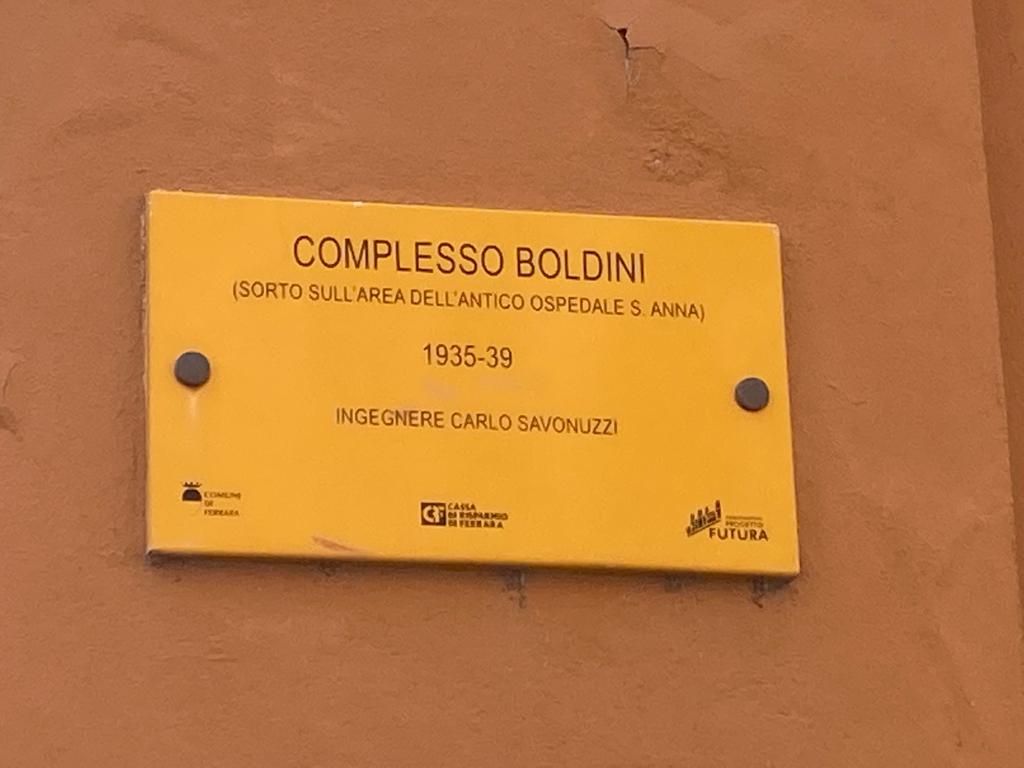 COMPLESSO BOLDINI
(SORTO SULL'AREA DELL'ANTICO OSPEDALE S. ANNA)
1935-39
INGEGNERE CARLO SAVONUZZI
COMUNE
DI
FERRARA
CASSA
DI RISPARMIO
DI FERRARA
PROGETTO
FUTURA